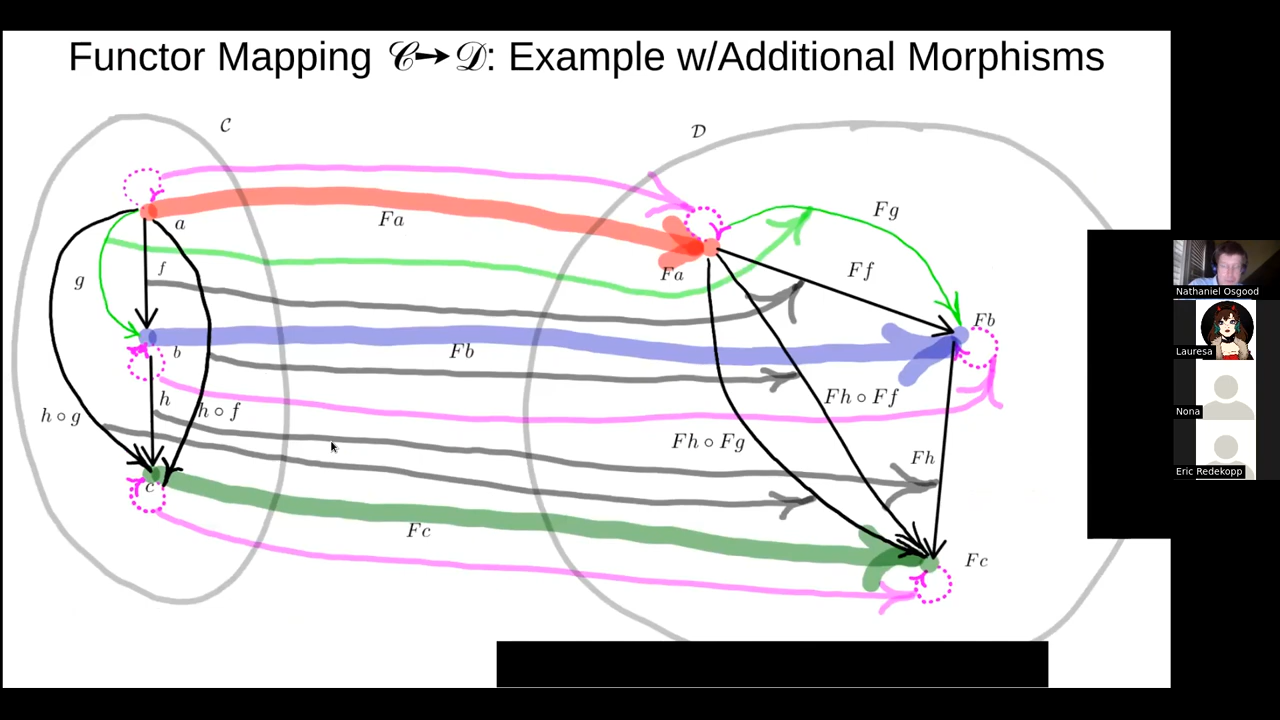 Functor Mapping 𝒞→𝒟: Example w/Additional Morphisms
𝒞
𝒟
a
Fa
g
f
Fa
Fg
Ff
Fb
b
Fb
h
h ∘ g
h ∘ f
Fh ∘ Ff
Fh ∘ Fg
Fh
c
Fc
Fc
Nathaniel Osgood
Lauresa
Nona
Eric Redekopp